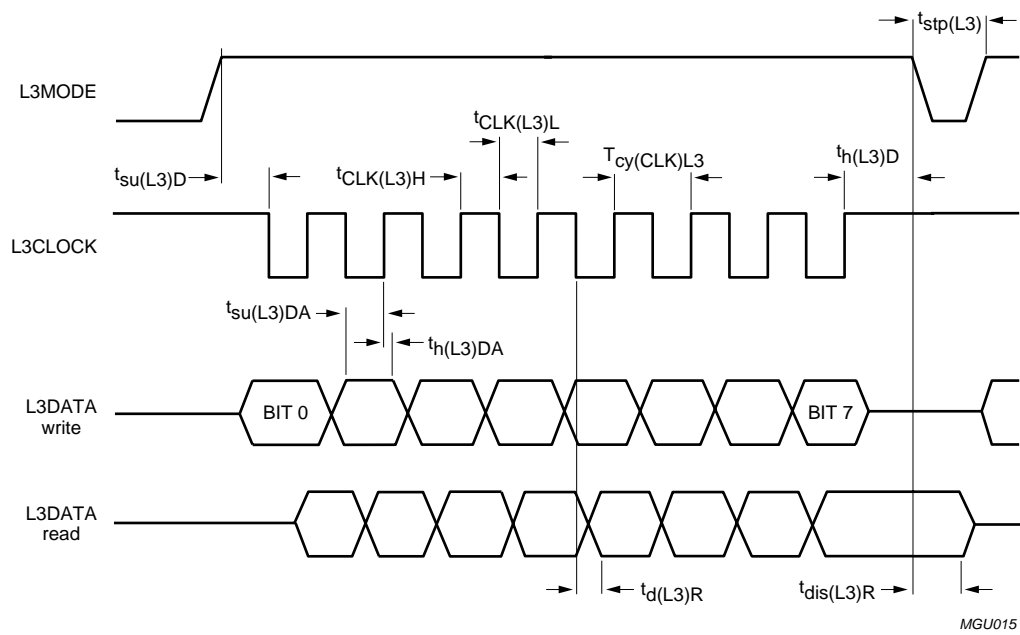 tstp(L3)
L3MODE
tCLK(L3)L
tsu(L3)D
tCLK(L3)H
Tcy(CLK)L3
th(L3)D
L3CLOCK
tsu(L3)DA
th(L3)DA
L3DATA
write
BIT 0
BIT 7
L3DATA
read
td(L3)R
tdis(L3)R
MGU015